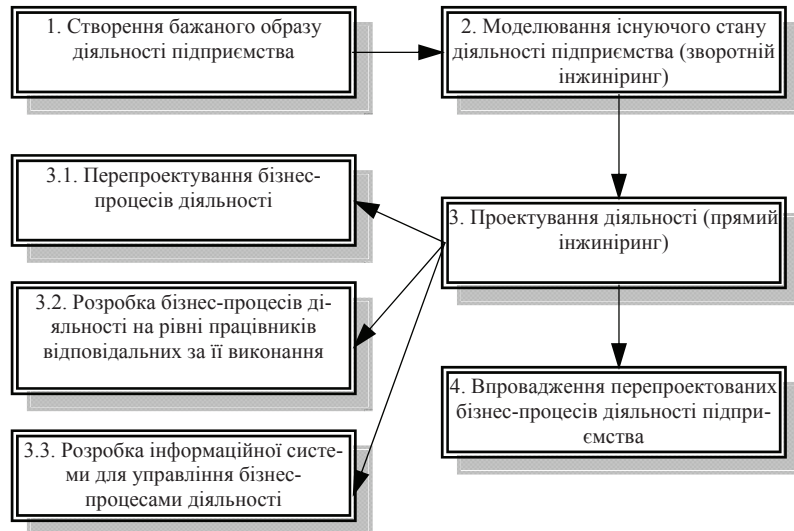 1. Створення бажаного образу
діяльності підприємства
2. Моделювання існуючого стану
діяльності підприємства (зворотній
інжиніринг)
3.1. Перепроектування бізнес-
процесів діяльності
3. Проектування діяльності (прямий
інжиніринг)
3.2. Розробка бізнес-процесів ді-
яльності на рівні працівників
відповідальних за її виконання
4. Впровадження перепроектованих
бізнес-процесів діяльності підпри-
ємства
3.3. Розробка інформаційної систе-
ми для управління бізнес-
процесами діяльності